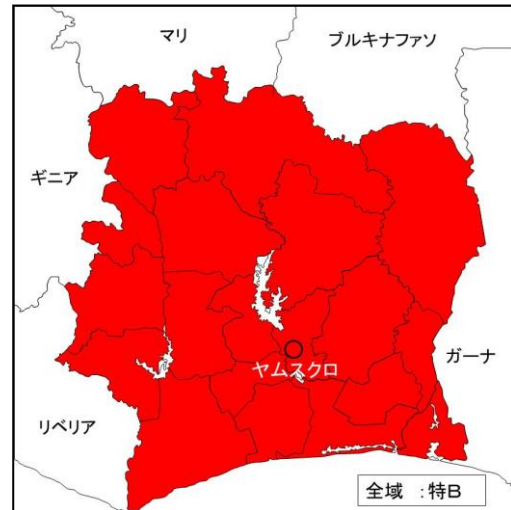 マリ
ブルキナファソ
ギニア
ガーナ
ヤムスクロ
リベリア
全域 :特B